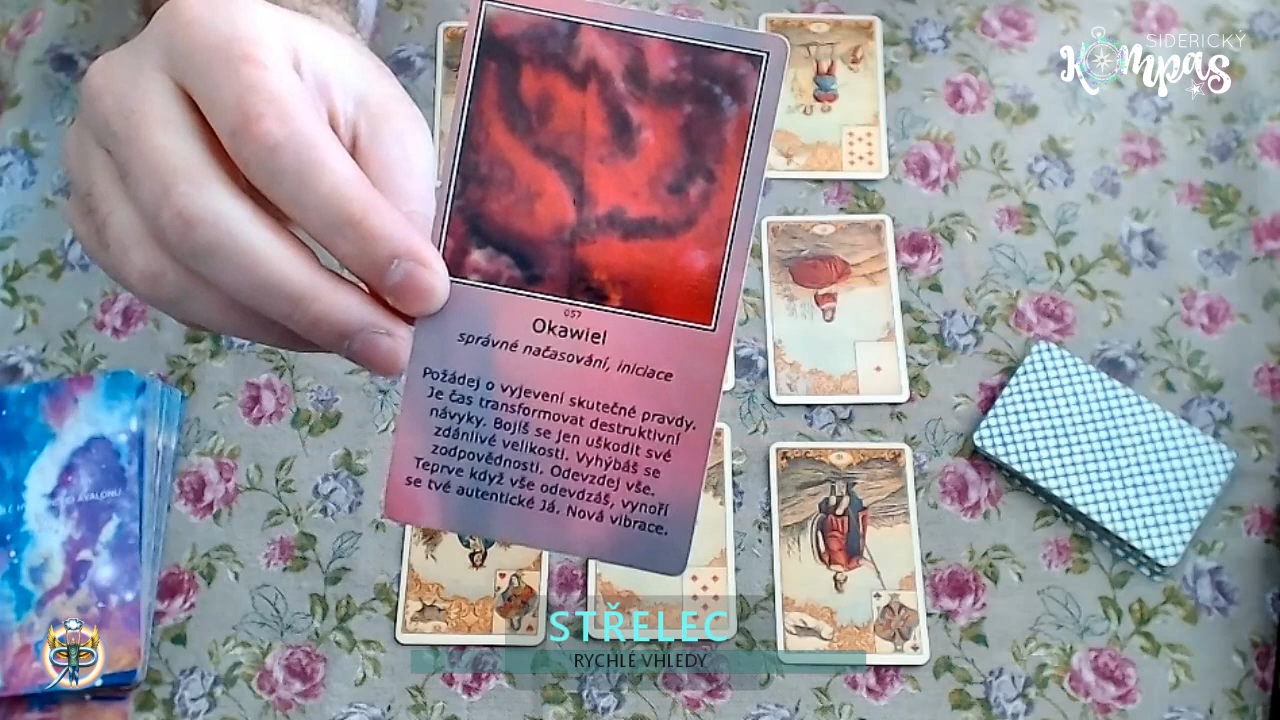 SIDERICKÝ
KOMPAS
057
Okawiel
správné načasování, iniciace
Požádej o vyjevení skutečné pravdy.
Je čas transformovat destruktivní
návyky. Bojíš se jen uškodit své
zdánlivé velikosti. Vyhýbáš se
zodpovědnosti. Odevzdej vše.
Teprve když vše odevzdáš, vynoří
se tvé autentické Já. Nová vibrace.
AVALONU
STŘELEC
RYCHLÉ VHLEDY